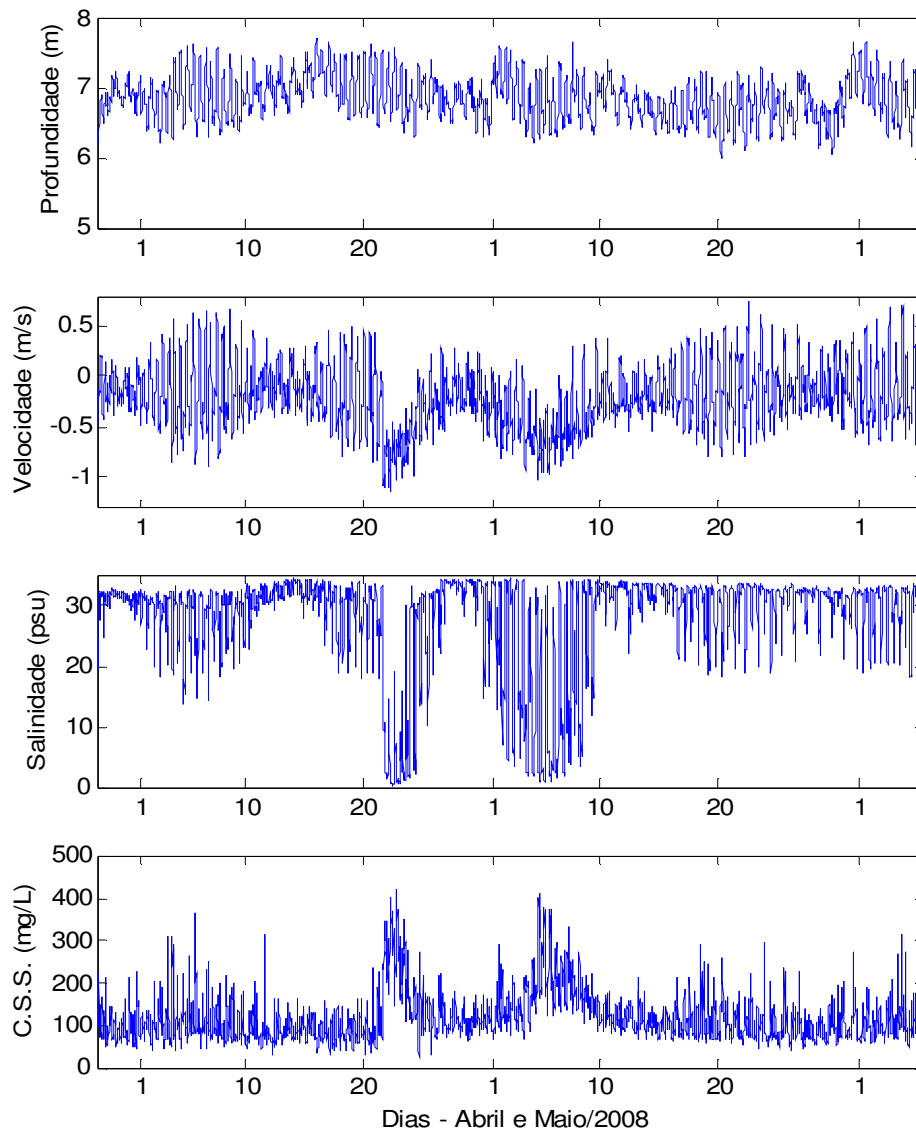 8
7
6
5
Profundidade (m)
1 10 20 1 10 20 1
0.5
0
-0.5
-1
Velocidade (m/s)
1 10 20 1 10 20 1
30
20
10
0
Salinidade (psu)
1 10 20 1 10 20 1
500
400
300
200
100
0
C.S.S. (mg/L)
1 10 20 1 10 20 1
Dias - Abril e Maio/2008